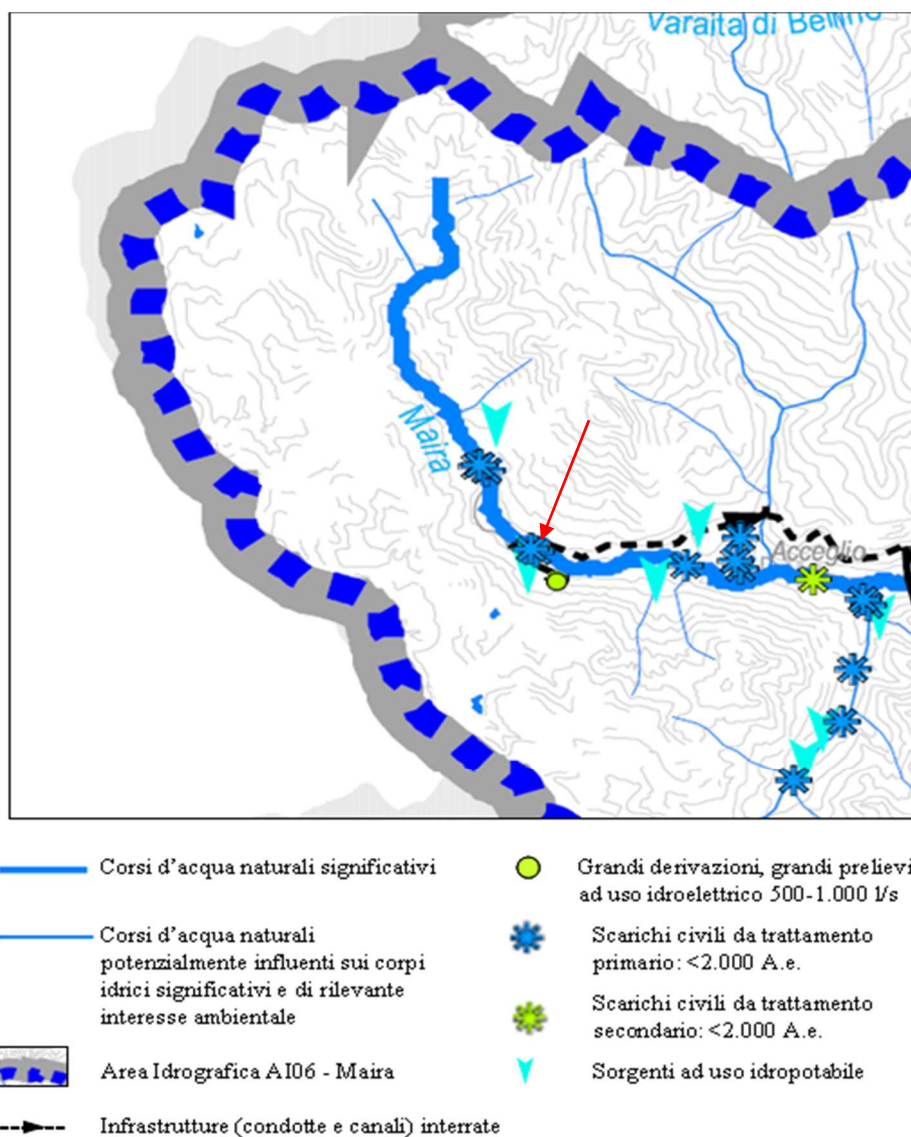 Varaita di Bellino
Maira
Acceglio
Corsi d'acqua naturali significativi
Corsi d'acqua naturali
potenzialmente influenti sui corpi
idrici significativi e di rilevante
interesse ambientale
Area Idrografica AI06 - Maira
Infrastrutture (condotte e canali) interrate
Grandi derivazioni, grandi prelievi
ad uso idroelettrico 500-1.000 l/s
Scarichi civili da trattamento
primario: <2.000 A.e.
Scarichi civili da trattamento
secondario: <2.000 A.e.
Sorgenti ad uso idropotabile